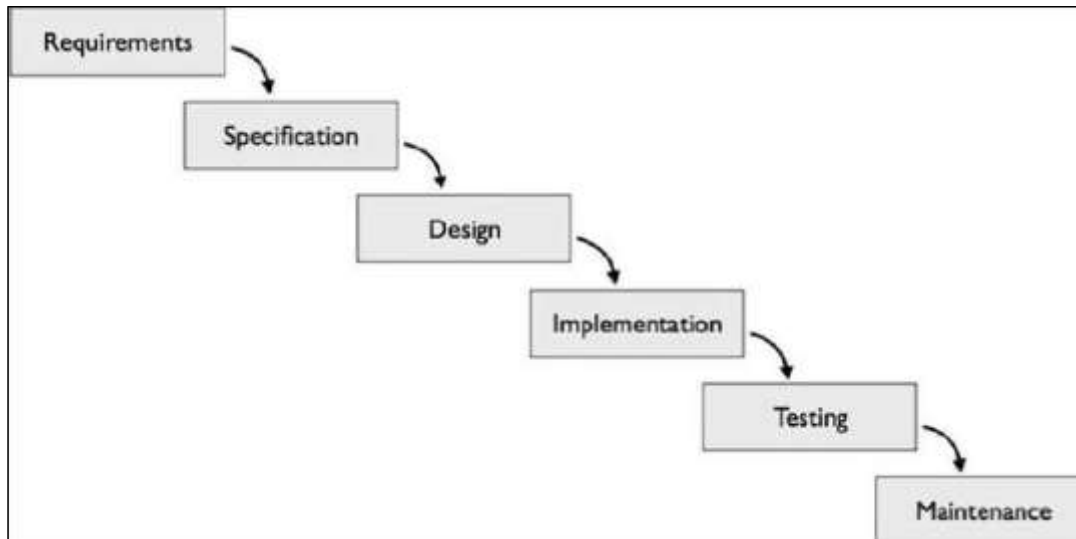 Requirements
Specification
Design
Implementation
Testing
Maintenance